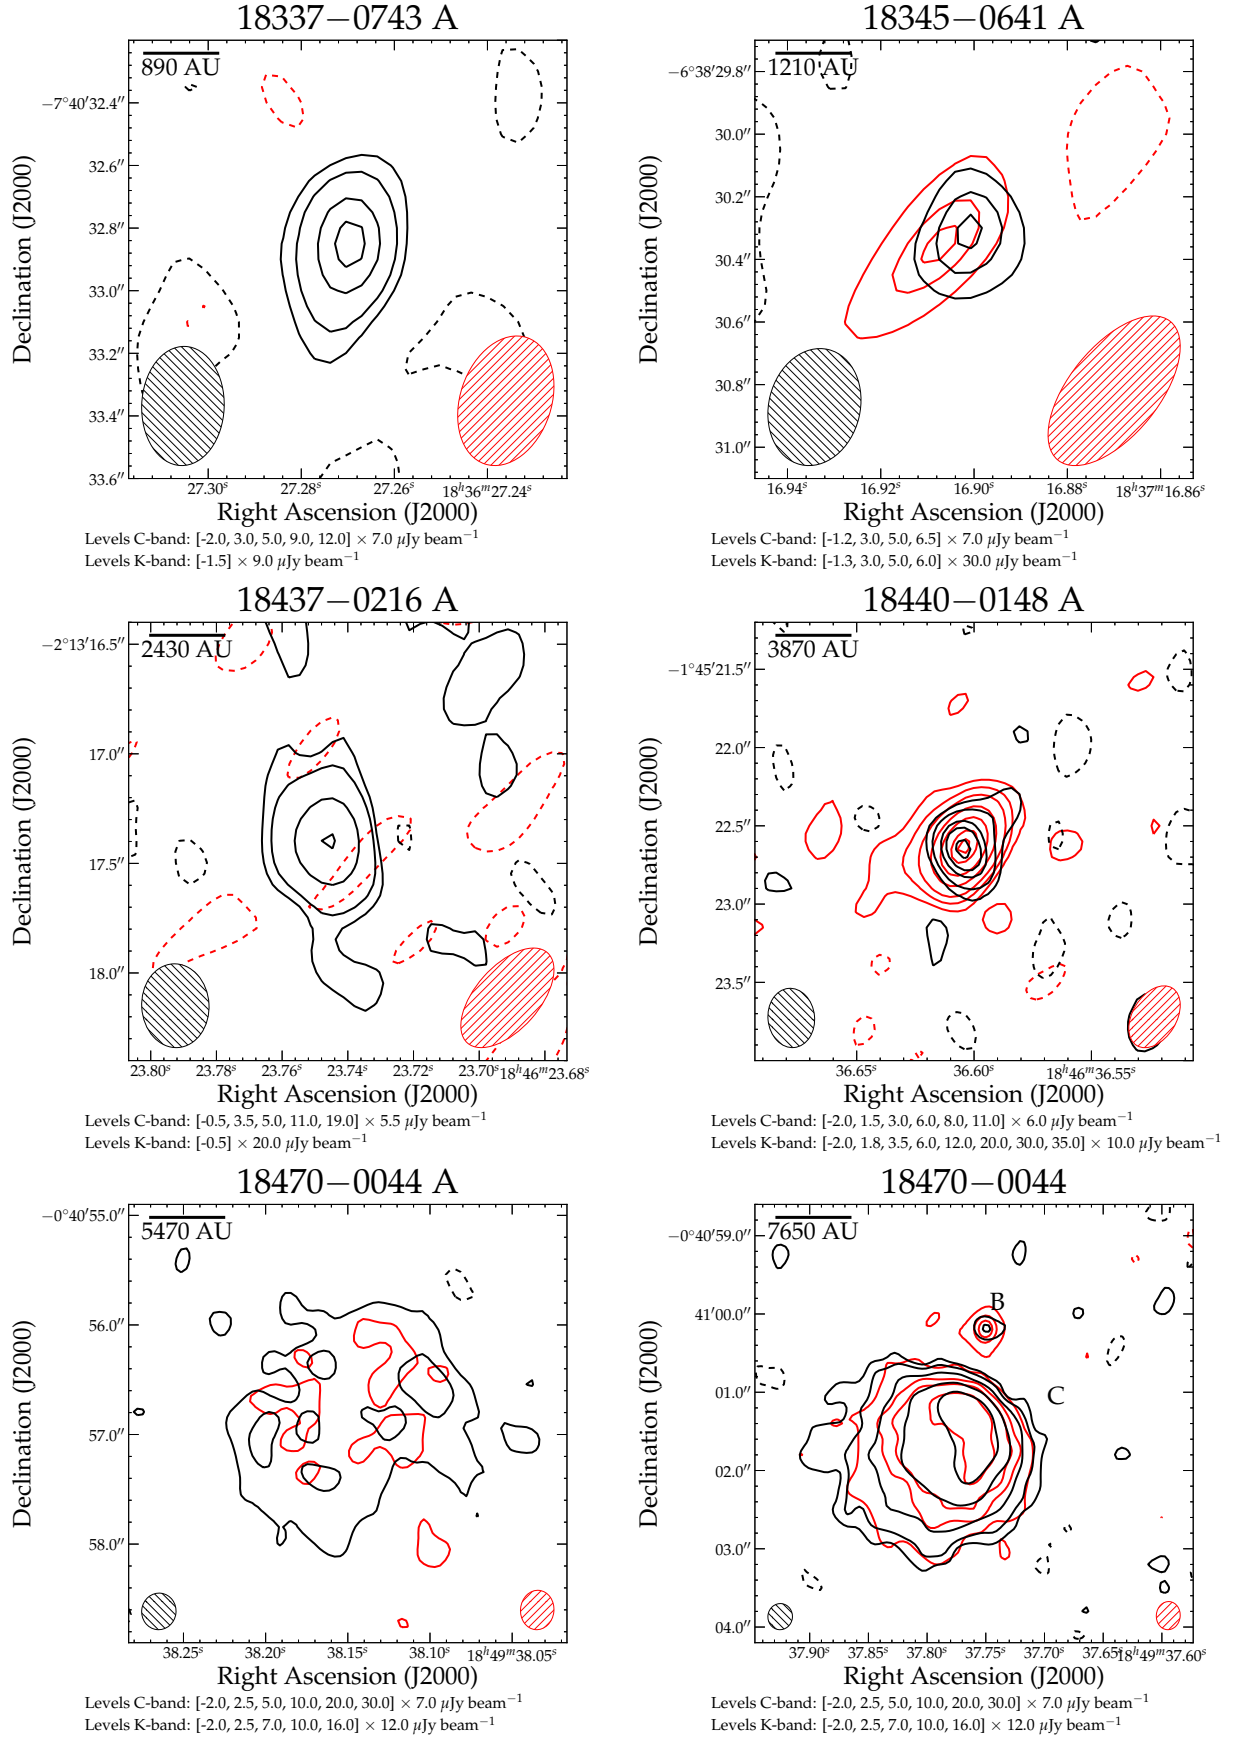 18337−0743 A
890 AU
−7°40′32.4″
32.6″
32.8″
33.0″
33.2″
33.4″
33.6″
Declination (J2000)
27.30ˢ 27.28ˢ 27.26ˢ 18ʰ36ᵐ27.24ˢ
Right Ascension (J2000)
Levels C-band: [-2.0, 3.0, 5.0, 9.0, 12.0] × 7.0 μJy beam⁻¹
Levels K-band: [-1.5] × 9.0 μJy beam⁻¹
18345−0641 A
1210 AU
−6°38′29.8″
30.0″
30.2″
30.4″
30.6″
30.8″
31.0″
Declination (J2000)
16.94ˢ 16.92ˢ 16.90ˢ 16.88ˢ 18ʰ37ᵐ16.86ˢ
Right Ascension (J2000)
Levels C-band: [-1.2, 3.0, 5.0, 6.5] × 7.0 μJy beam⁻¹
Levels K-band: [-1.3, 3.0, 5.0, 6.0] × 30.0 μJy beam⁻¹
18437−0216 A
2430 AU
−2°13′16.5″
17.0″
17.5″
18.0″
Declination (J2000)
23.80ˢ 23.78ˢ 23.76ˢ 23.74ˢ 23.72ˢ 23.70ˢ 18ʰ46ᵐ23.68ˢ
Right Ascension (J2000)
Levels C-band: [-0.5, 3.5, 5.0, 11.0, 19.0] × 5.5 μJy beam⁻¹
Levels K-band: [-0.5] × 20.0 μJy beam⁻¹
18440−0148 A
3870 AU
−1°45′21.5″
22.0″
22.5″
23.0″
23.5″
Declination (J2000)
36.65ˢ 36.60ˢ 18ʰ46ᵐ36.55ˢ
Right Ascension (J2000)
Levels C-band: [-2.0, 1.5, 3.0, 6.0, 8.0, 11.0] × 6.0 μJy beam⁻¹
Levels K-band: [-2.0, 1.8, 3.5, 6.0, 12.0, 20.0, 30.0, 35.0] × 10.0 μJy beam⁻¹
18470−0044 A
5470 AU
−0°40′55.0″
56.0″
57.0″
58.0″
Declination (J2000)
38.25ˢ 38.20ˢ 38.15ˢ 38.10ˢ 18ʰ49ᵐ38.05ˢ
Right Ascension (J2000)
Levels C-band: [-2.0, 2.5, 5.0, 10.0, 20.0, 30.0] × 7.0 μJy beam⁻¹
Levels K-band: [-2.0, 2.5, 7.0, 10.0, 16.0] × 12.0 μJy beam⁻¹
18470−0044
7650 AU
−0°40′59.0″
41′00.0″
01.0″
02.0″
03.0″
04.0″
B
C
Declination (J2000)
37.90ˢ 37.85ˢ 37.80ˢ 37.75ˢ 37.70ˢ 37.65ˢ 18ʰ49ᵐ37.60ˢ
Right Ascension (J2000)
Levels C-band: [-2.0, 2.5, 5.0, 10.0, 20.0, 30.0] × 7.0 μJy beam⁻¹
Levels K-band: [-2.0, 2.5, 7.0, 10.0, 16.0] × 12.0 μJy beam⁻¹